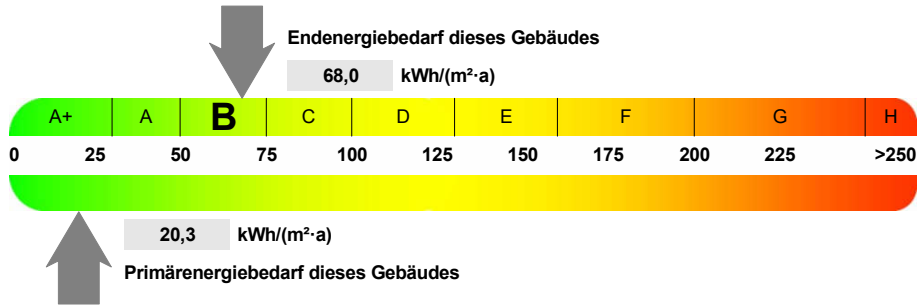 Endenergiebedarf dieses Gebäudes
68,0 kWh/(m²·a)
A+ A B C D E F G H
0 25 50 75 100 125 150 175 200 225 >250
20,3 kWh/(m²·a)
Primärenergiebedarf dieses Gebäudes